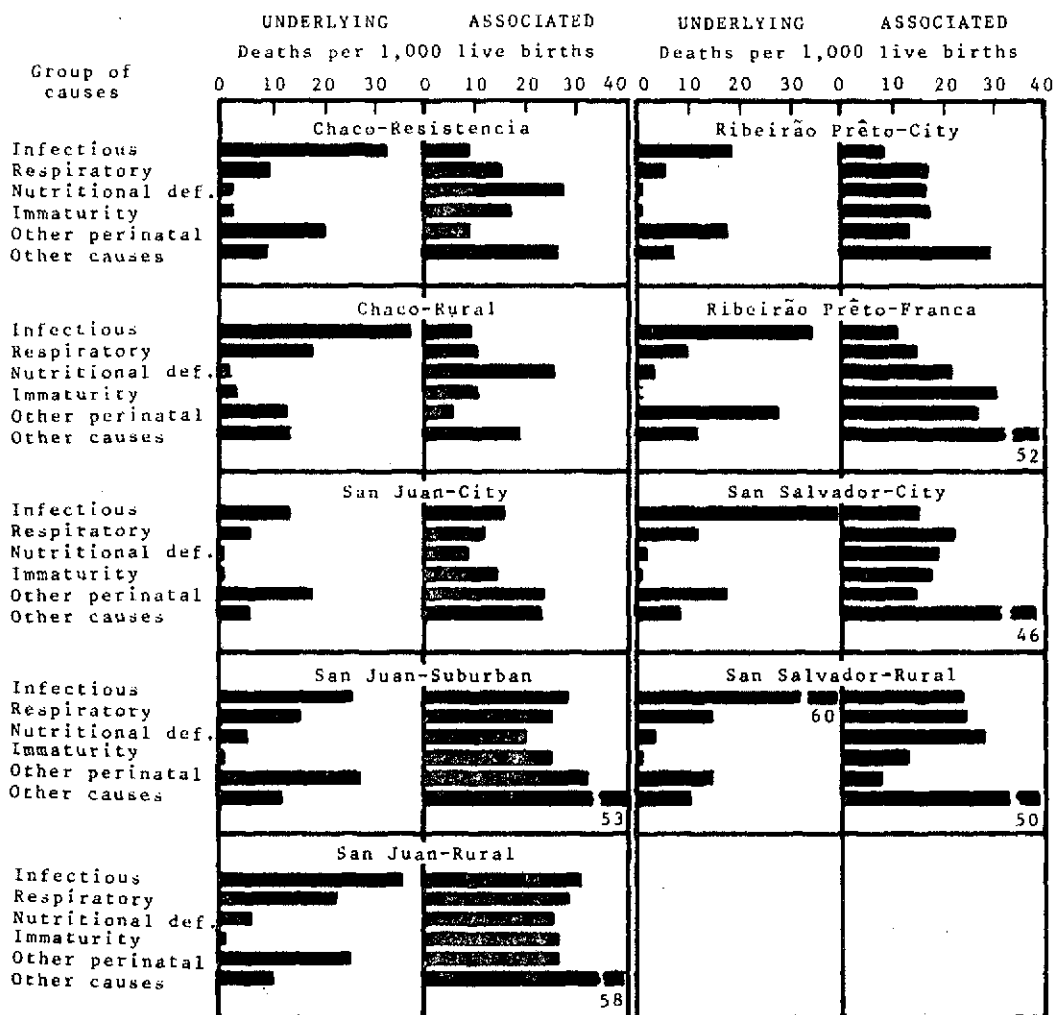 UNDERLYING ASSOCIATED UNDERLYING ASSOCIATED
Deaths per 1,000 live births Deaths per 1,000 live births
Group of
causes
0 10 20 30 0 10 20 30 40 0 10 20 30 0 10 20 30 40
Chaco-Resistencia Ribeirão Prêto-City
Infectious
Respiratory
Nutritional def.
Immaturity
Other perinatal
Other causes
Chaco-Rural Ribeirão Prêto-Franca
Infectious
Respiratory
Nutritional def.
Immaturity
Other perinatal
Other causes
52
San Juan-City San Salvador-City
Infectious
Respiratory
Nutritional def.
Immaturity
Other perinatal
Other causes
46
San Juan-Suburban San Salvador-Rural
Infectious
Respiratory 60
Nutritional def.
Immaturity
Other perinatal
Other causes
53 50
San Juan-Rural
Infectious
Respiratory
Nutritional def.
Immaturity
Other perinatal
Other causes
58